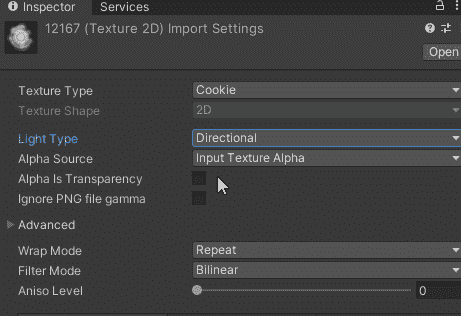 Inspector Services
12167 (Texture 2D) Import Settings
Open
Texture Type Cookie
Texture Shape 2D
Light Type Directional
Alpha Source Input Texture Alpha
Alpha Is Transparency
Ignore PNG file gamma
Advanced
Wrap Mode Repeat
Filter Mode Bilinear
Aniso Level 0